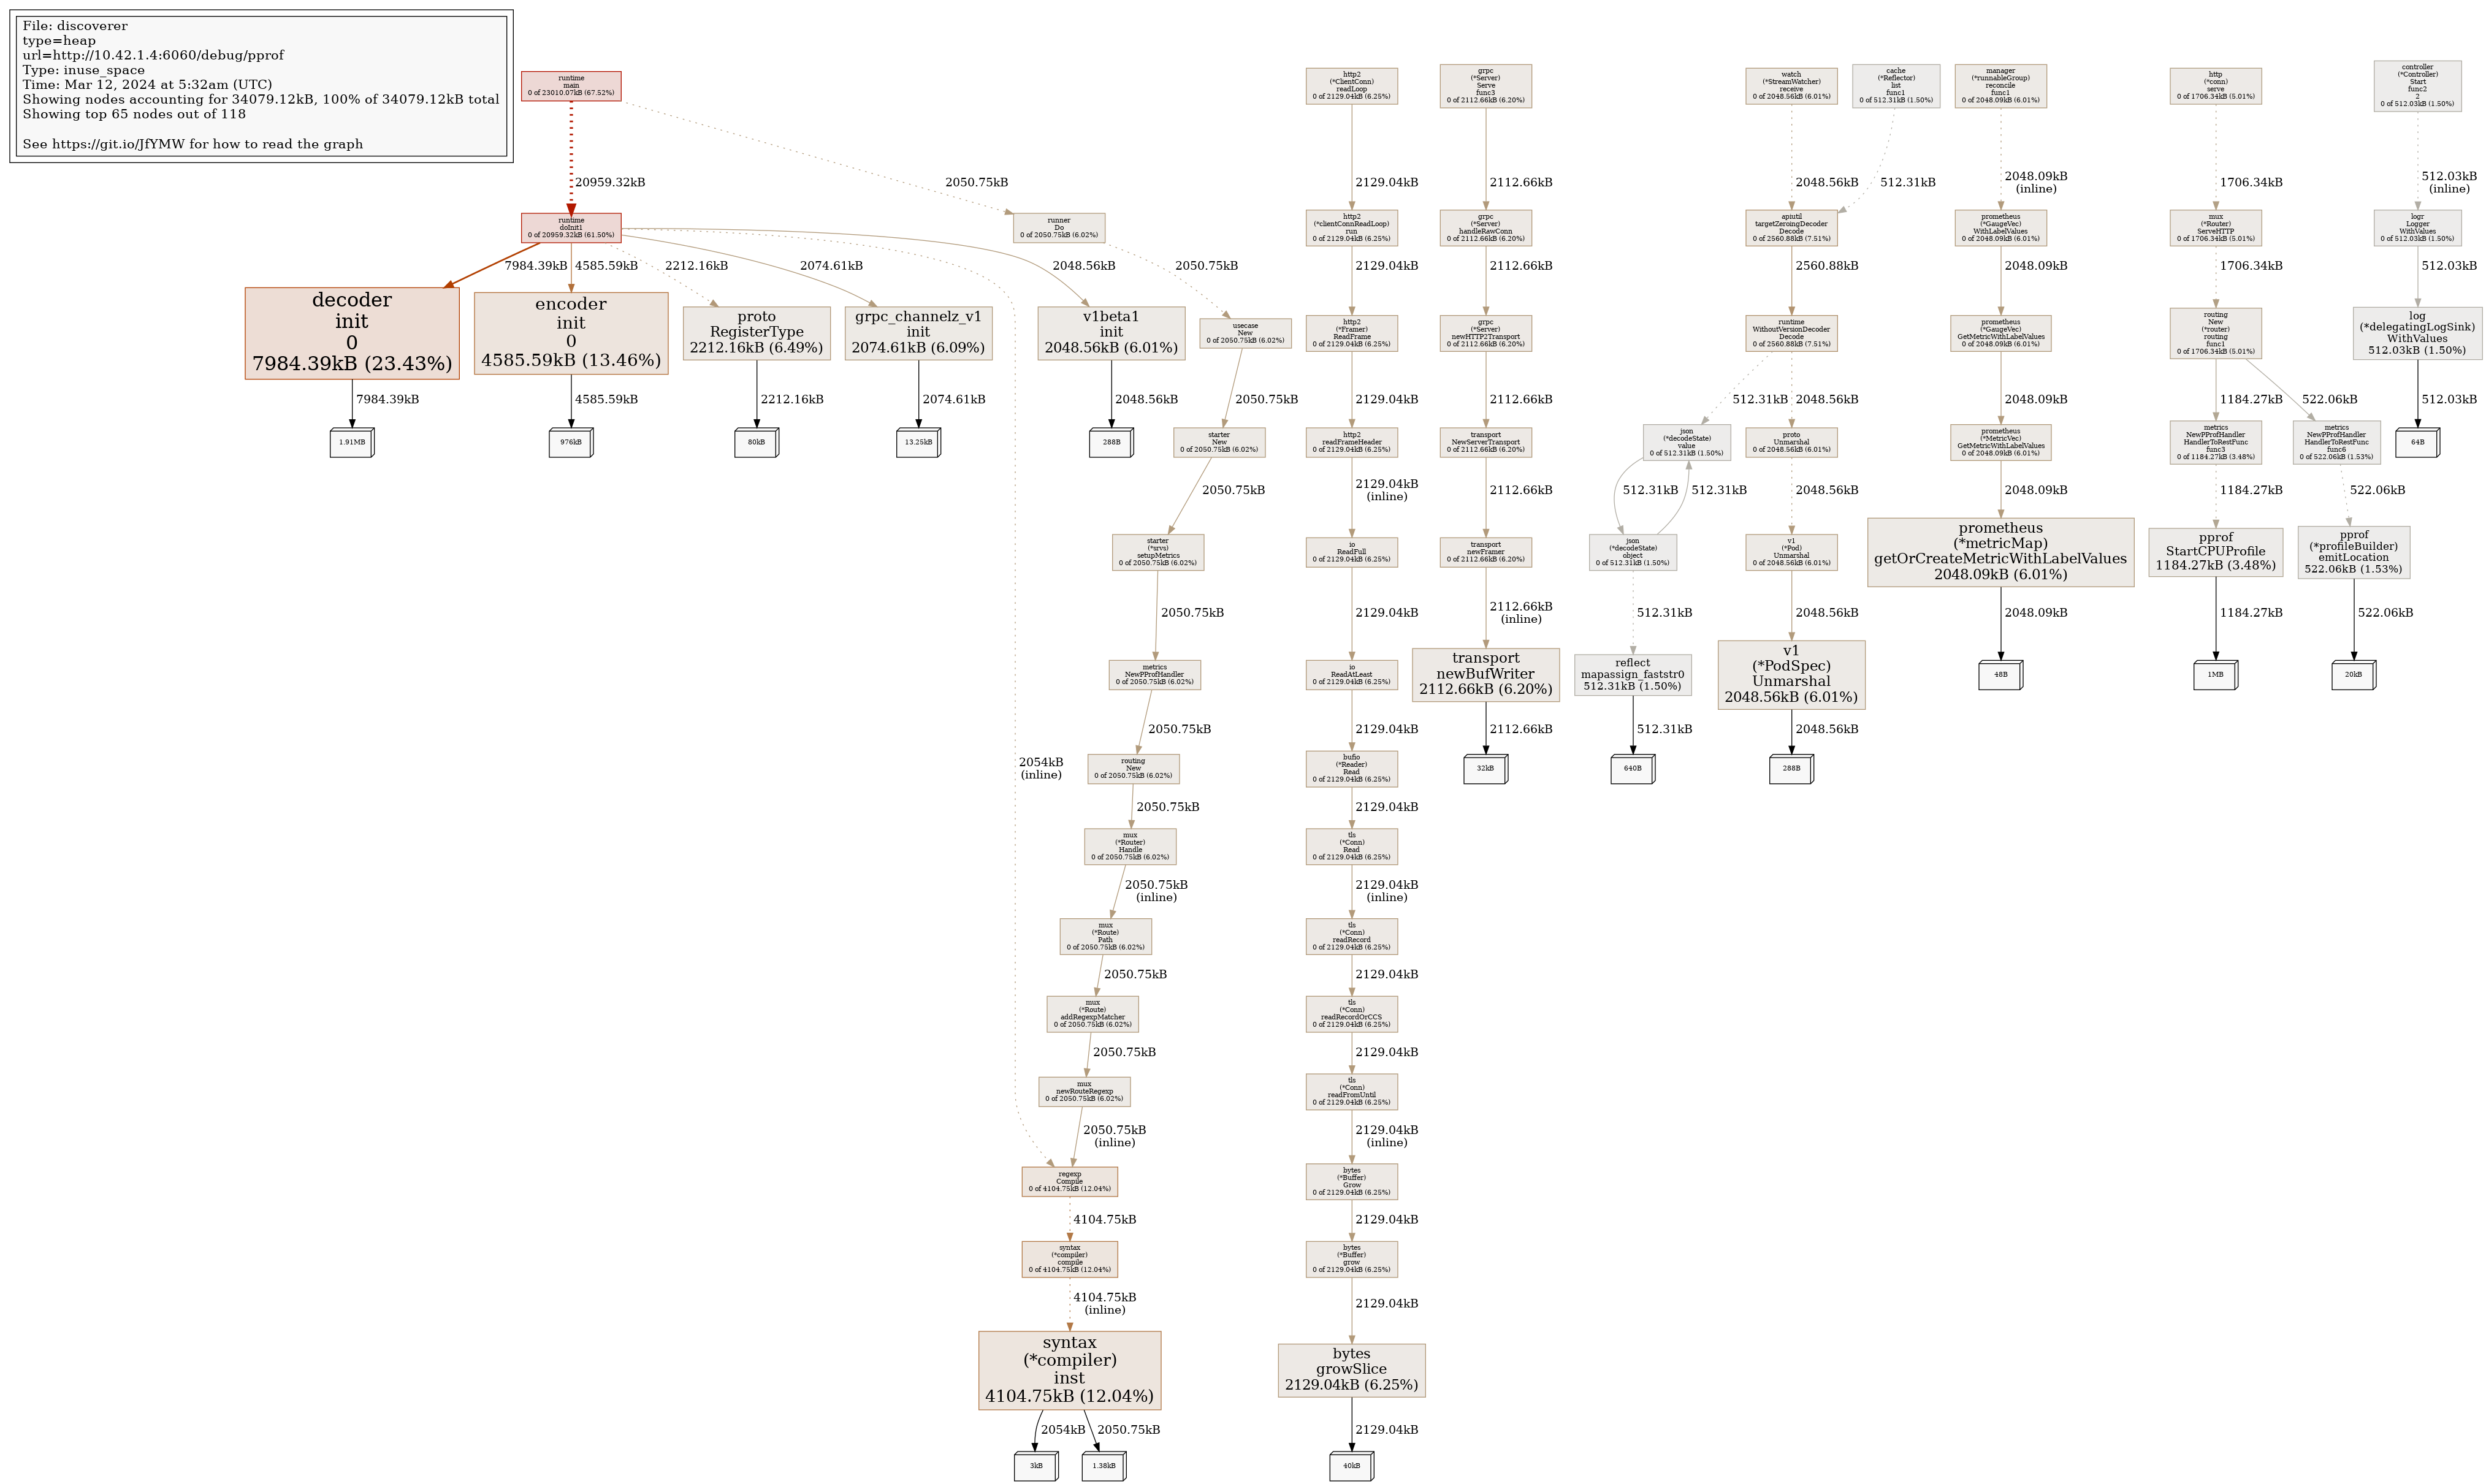 File: discoverer
type=heap
url=http://10.42.1.4:6060/debug/pprof
Type: inuse_space
Time: Mar 12, 2024 at 5:32am (UTC)
Showing nodes accounting for 34079.12kB, 100% of 34079.12kB total
Showing top 65 nodes out of 118
See https://git.io/JfYMW for how to read the graph
runtime
main
0 of 23010.07kB (67.52%)
http2
(*ClientConn)
readLoop
0 of 2129.04kB (6.25%)
grpc
(*Server)
Serve
func3
0 of 2112.66kB (6.20%)
watch
(*StreamWatcher)
receive
0 of 2048.56kB (6.01%)
cache
(*Reflector)
list
func1
0 of 512.31kB (1.50%)
manager
(*runnableGroup)
reconcile
func1
0 of 2048.09kB (6.01%)
http
(*conn)
serve
0 of 1706.34kB (5.01%)
controller
(*Controller)
Start
func2
2
0 of 512.03kB (1.50%)
20959.32kB
2050.75kB
2129.04kB
2112.66kB
2048.56kB
512.31kB
2048.09kB
(inline)
1706.34kB
512.03kB
(inline)
runtime
doInit1
0 of 20959.32kB (61.50%)
runner
Do
0 of 2050.75kB (6.02%)
http2
(*clientConnReadLoop)
run
0 of 2129.04kB (6.25%)
grpc
(*Server)
handleRawConn
0 of 2112.66kB (6.20%)
apiutil
targetZeroingDecoder
Decode
0 of 2560.88kB (7.51%)
prometheus
(*GaugeVec)
WithLabelValues
0 of 2048.09kB (6.01%)
mux
(*Router)
ServeHTTP
0 of 1706.34kB (5.01%)
logr
Logger
WithValues
0 of 512.03kB (1.50%)
7984.39kB
4585.59kB
2212.16kB
2074.61kB
2048.56kB
2050.75kB
2129.04kB
2112.66kB
2560.88kB
2048.09kB
1706.34kB
512.03kB
decoder
init
0
7984.39kB (23.43%)
encoder
init
0
4585.59kB (13.46%)
proto
RegisterType
2212.16kB (6.49%)
grpc_channelz_v1
init
2074.61kB (6.09%)
v1beta1
init
2048.56kB (6.01%)
usecase
New
0 of 2050.75kB (6.02%)
http2
(*Framer)
ReadFrame
0 of 2129.04kB (6.25%)
grpc
(*Server)
newHTTP2Transport
0 of 2112.66kB (6.20%)
runtime
WithoutVersionDecoder
Decode
0 of 2560.88kB (7.51%)
prometheus
(*GaugeVec)
GetMetricWithLabelValues
0 of 2048.09kB (6.01%)
routing
New
(*router)
routing
func1
0 of 1706.34kB (5.01%)
log
(*delegatingLogSink)
WithValues
512.03kB (1.50%)
7984.39kB
4585.59kB
2212.16kB
2074.61kB
2048.56kB
2050.75kB
2129.04kB
2112.66kB
512.31kB
2048.56kB
2048.09kB
1184.27kB
522.06kB
512.03kB
1.91MB
976kB
80kB
13.25kB
288B
starter
New
0 of 2050.75kB (6.02%)
http2
readFrameHeader
0 of 2129.04kB (6.25%)
transport
NewServerTransport
0 of 2112.66kB (6.20%)
json
(*decodeState)
value
0 of 512.31kB (1.50%)
proto
Unmarshal
0 of 2048.56kB (6.01%)
prometheus
(*MetricVec)
GetMetricWithLabelValues
0 of 2048.09kB (6.01%)
metrics
NewPProfHandler
HandlerToRestFunc
func3
0 of 1184.27kB (3.48%)
metrics
NewPProfHandler
HandlerToRestFunc
func6
0 of 522.06kB (1.53%)
64B
2050.75kB
2129.04kB
(inline)
2112.66kB
512.31kB
512.31kB
2048.56kB
2048.09kB
1184.27kB
522.06kB
starter
(*srvs)
setupMetrics
0 of 2050.75kB (6.02%)
io
ReadFull
0 of 2129.04kB (6.25%)
transport
newFramer
0 of 2112.66kB (6.20%)
json
(*decodeState)
object
0 of 512.31kB (1.50%)
v1
(*Pod)
Unmarshal
0 of 2048.56kB (6.01%)
prometheus
(*metricMap)
getOrCreateMetricWithLabelValues
2048.09kB (6.01%)
pprof
StartCPUProfile
1184.27kB (3.48%)
pprof
(*profileBuilder)
emitLocation
522.06kB (1.53%)
2050.75kB
2129.04kB
2112.66kB
(inline)
512.31kB
2048.56kB
2048.09kB
1184.27kB
522.06kB
metrics
NewPProfHandler
0 of 2050.75kB (6.02%)
io
ReadAtLeast
0 of 2129.04kB (6.25%)
transport
newBufWriter
2112.66kB (6.20%)
reflect
mapassign_faststr0
512.31kB (1.50%)
v1
(*PodSpec)
Unmarshal
2048.56kB (6.01%)
48B
1MB
20kB
2050.75kB
2129.04kB
2112.66kB
512.31kB
2048.56kB
2054kB
(inline)
routing
New
0 of 2050.75kB (6.02%)
bufio
(*Reader)
Read
0 of 2129.04kB (6.25%)
32kB
640B
288B
2050.75kB
2129.04kB
mux
(*Router)
Handle
0 of 2050.75kB (6.02%)
tls
(*Conn)
Read
0 of 2129.04kB (6.25%)
2050.75kB
(inline)
2129.04kB
(inline)
mux
(*Route)
Path
0 of 2050.75kB (6.02%)
tls
(*Conn)
readRecord
0 of 2129.04kB (6.25%)
2050.75kB
2129.04kB
mux
(*Route)
addRegexpMatcher
0 of 2050.75kB (6.02%)
tls
(*Conn)
readRecordOrCCS
0 of 2129.04kB (6.25%)
2050.75kB
2129.04kB
mux
newRouteRegexp
0 of 2050.75kB (6.02%)
tls
(*Conn)
readFromUntil
0 of 2129.04kB (6.25%)
2050.75kB
(inline)
2129.04kB
(inline)
regexp
Compile
0 of 4104.75kB (12.04%)
bytes
(*Buffer)
Grow
0 of 2129.04kB (6.25%)
4104.75kB
2129.04kB
syntax
(*compiler)
compile
0 of 4104.75kB (12.04%)
bytes
(*Buffer)
grow
0 of 2129.04kB (6.25%)
4104.75kB
(inline)
2129.04kB
syntax
(*compiler)
inst
4104.75kB (12.04%)
bytes
growSlice
2129.04kB (6.25%)
2054kB
2050.75kB
2129.04kB
3kB
1.38kB
40kB